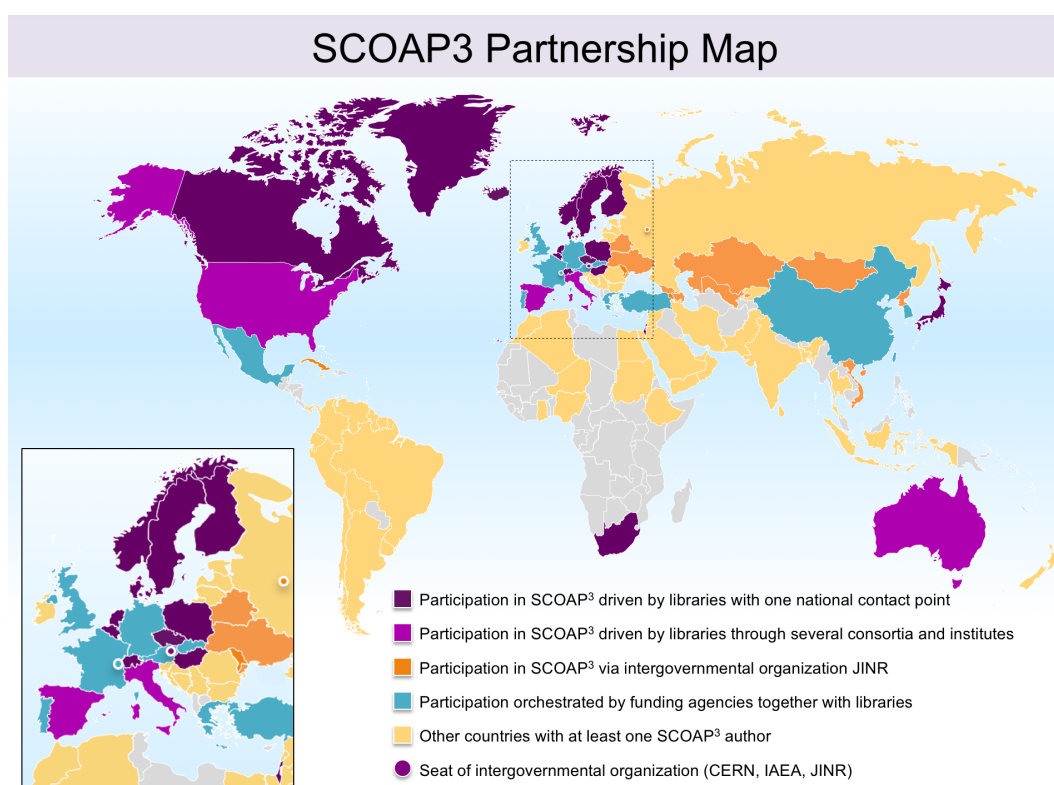 SCOAP3 Partnership Map
Participation in SCOAP³ driven by libraries with one national contact point
Participation in SCOAP³ driven by libraries through several consortia and institutes
Participation in SCOAP³ via intergovernmental organization JINR
Participation orchestrated by funding agencies together with libraries
Other countries with at least one SCOAP³ author
Seat of intergovernmental organization (CERN, IAEA, JINR)